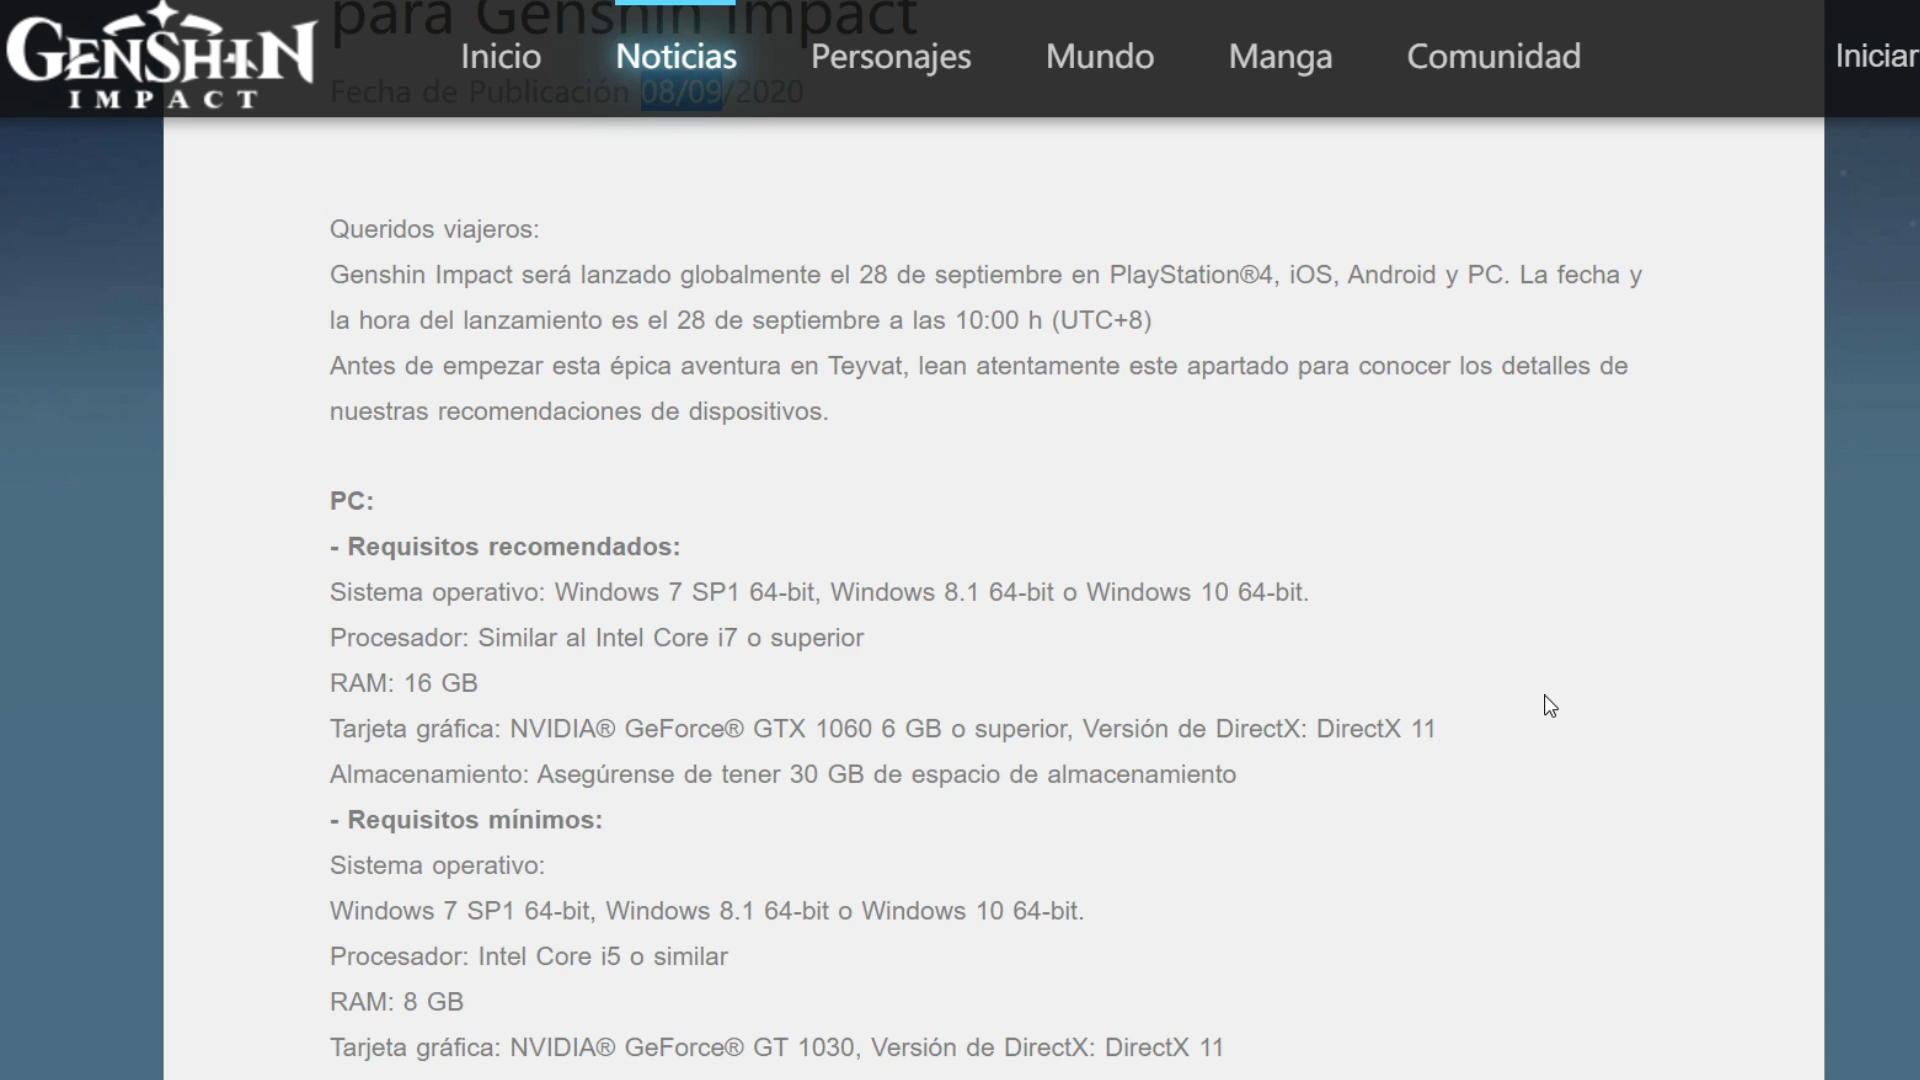 para Genshin Impact
GENSHIN
IMPACT
Inicio
Noticias
Personajes
Mundo
Manga
Comunidad
Iniciar
Fecha de Publicación 08/09/2020
Queridos viajeros:
Genshin Impact será lanzado globalmente el 28 de septiembre en PlayStation®4, iOS, Android y PC. La fecha y
la hora del lanzamiento es el 28 de septiembre a las 10:00 h (UTC+8)
Antes de empezar esta épica aventura en Teyvat, lean atentamente este apartado para conocer los detalles de
nuestras recomendaciones de dispositivos.
PC:
- Requisitos recomendados:
Sistema operativo: Windows 7 SP1 64-bit, Windows 8.1 64-bit o Windows 10 64-bit.
Procesador: Similar al Intel Core i7 o superior
RAM: 16 GB
Tarjeta gráfica: NVIDIA® GeForce® GTX 1060 6 GB o superior, Versión de DirectX: DirectX 11
Almacenamiento: Asegúrense de tener 30 GB de espacio de almacenamiento
- Requisitos mínimos:
Sistema operativo:
Windows 7 SP1 64-bit, Windows 8.1 64-bit o Windows 10 64-bit.
Procesador: Intel Core i5 o similar
RAM: 8 GB
Tarjeta gráfica: NVIDIA® GeForce® GT 1030, Versión de DirectX: DirectX 11